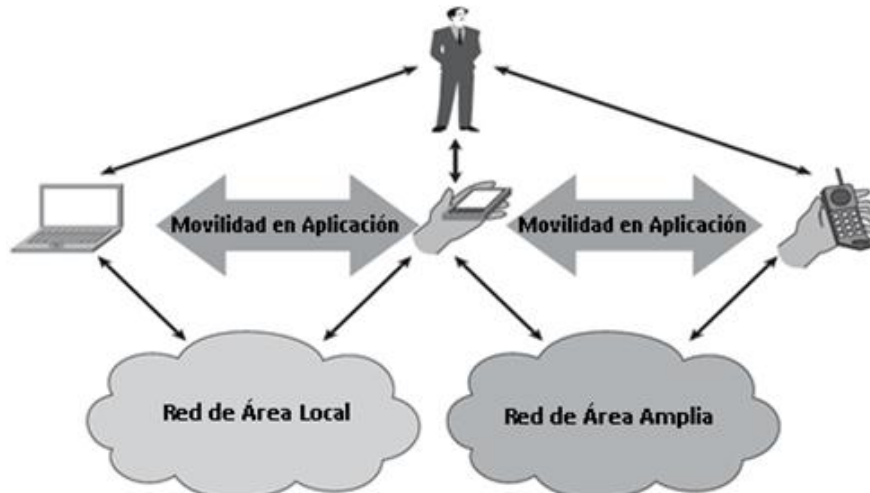 Movilidad en Aplicación
Movilidad en Aplicación
Red de Área Local
Red de Área Amplia